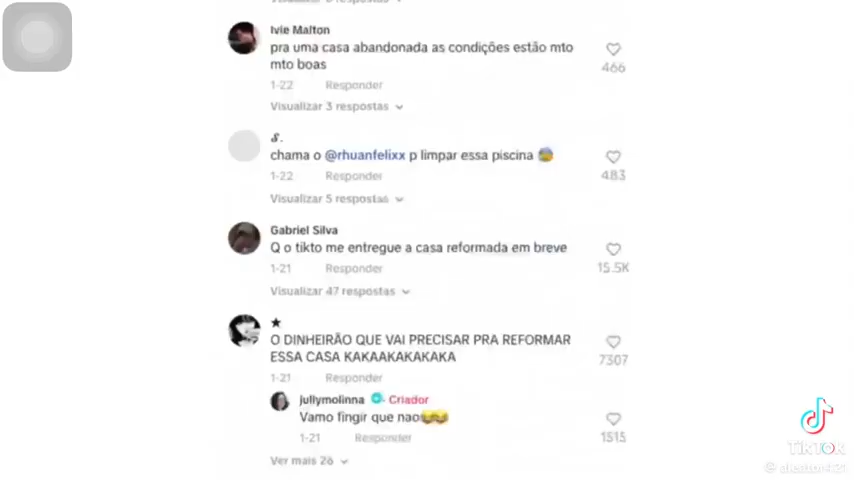 Ivie Malton
pra uma casa abandonada as condições estão mto
mto boas
466
1-22 Responder
Visualizar 3 respostas
S.
chama o @rhuanfelixx p limpar essa piscina 😰
483
1-22 Responder
Visualizar 5 respostas
Gabriel Silva
Q o tikto me entregue a casa reformada em breve
15.5K
1-21 Responder
Visualizar 47 respostas
★
O DINHEIRÃO QUE VAI PRECISAR PRA REFORMAR
ESSA CASA KAKAAKAKAKAKA
7307
1-21 Responder
jullymolinna · Criador
Vamo fingir que nao😂😂
1515
1-21 Responder
Ver mais 26
TikTok